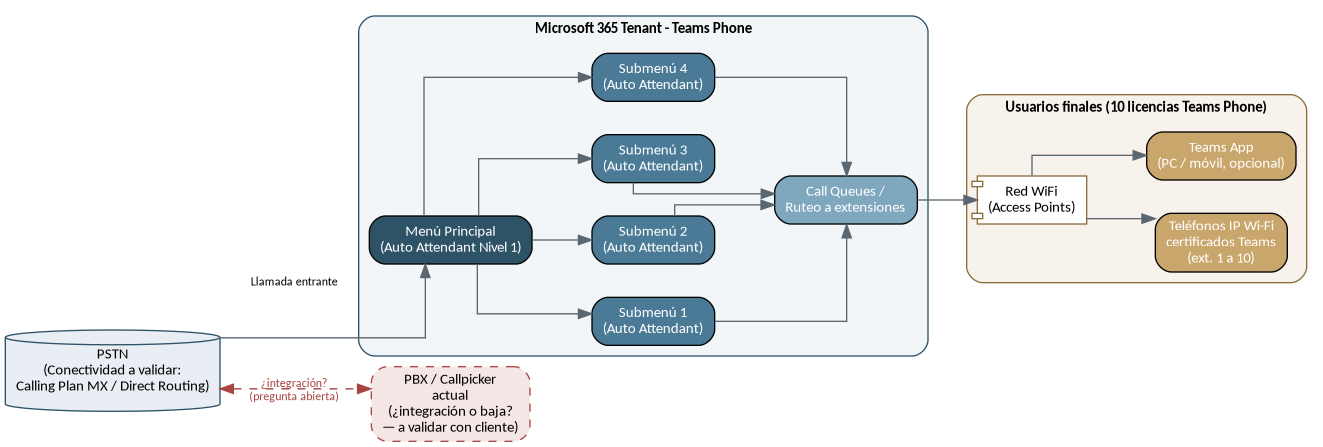 Microsoft 365 Tenant - Teams Phone
Submenú 4
(Auto Attendant)
Submenú 3
(Auto Attendant)
Call Queues /
Ruteo a extensiones
Menú Principal
(Auto Attendant Nivel 1)
Submenú 2
(Auto Attendant)
Submenú 1
(Auto Attendant)
Usuarios finales (10 licencias Teams Phone)
Teams App
(PC / móvil, opcional)
Red WiFi
(Access Points)
Teléfonos IP Wi-Fi
certificados Teams
(ext. 1 a 10)
Llamada entrante
PSTN
(Conectividad a validar:
Calling Plan MX / Direct Routing)
¿integración?
(pregunta abierta)
PBX / Callpicker
actual
(¿integración o baja?
— a validar con cliente)